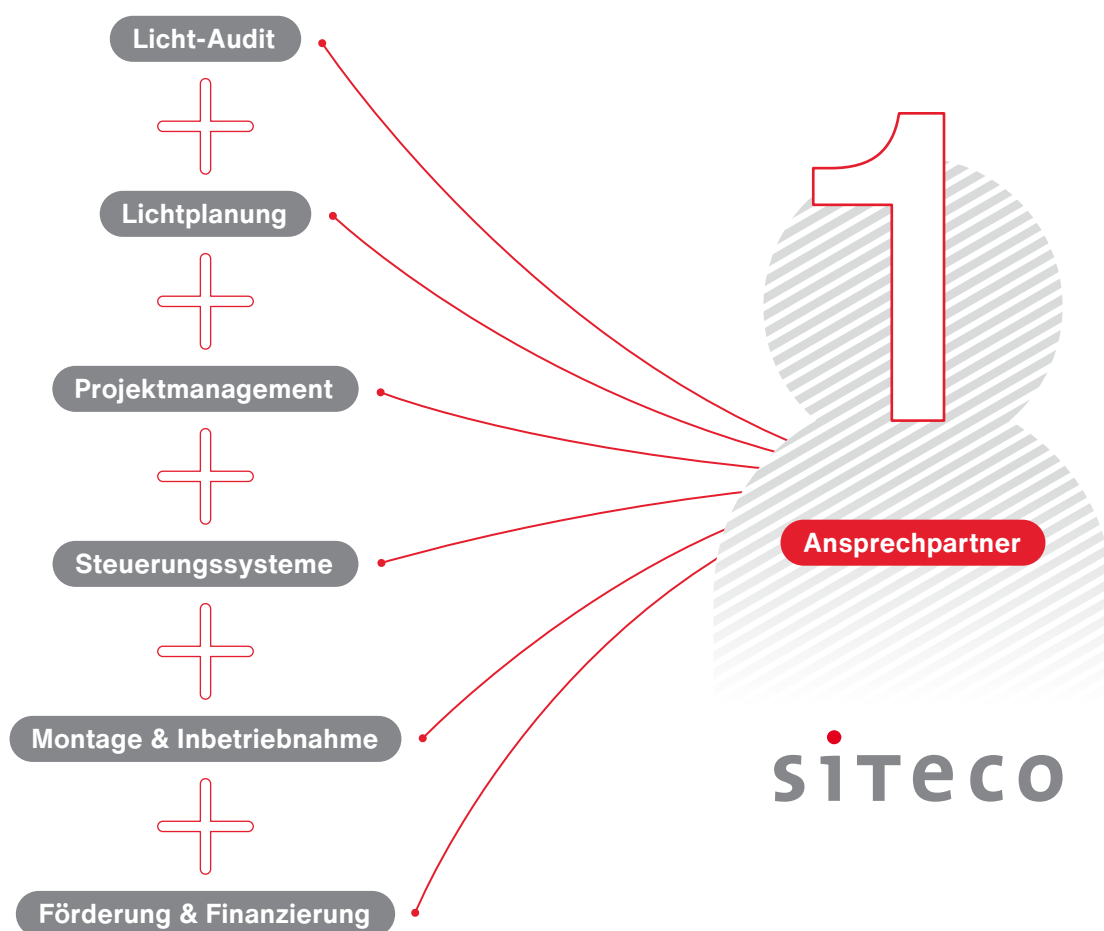 Licht-Audit
Lichtplanung
Projektmanagement
Steuerungssysteme
Montage & Inbetriebnahme
Förderung & Finanzierung
1
Ansprechpartner
siteco